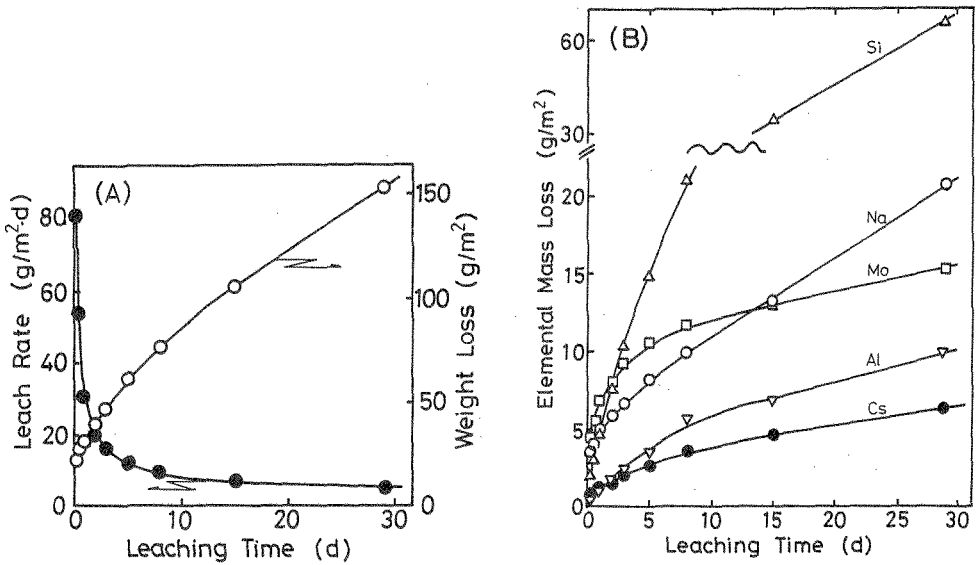 (A)
Leach Rate (g/m²·d)
80
60
40
20
0
0
10
20
30
Leaching Time (d)
150
100
50
0
Weight Loss (g/m²)
(B)
Elemental Mass Loss (g/m²)
60
30
20
15
10
5
0
Si
Na
Mo
Al
Cs
0
5
10
15
20
25
30
Leaching Time (d)